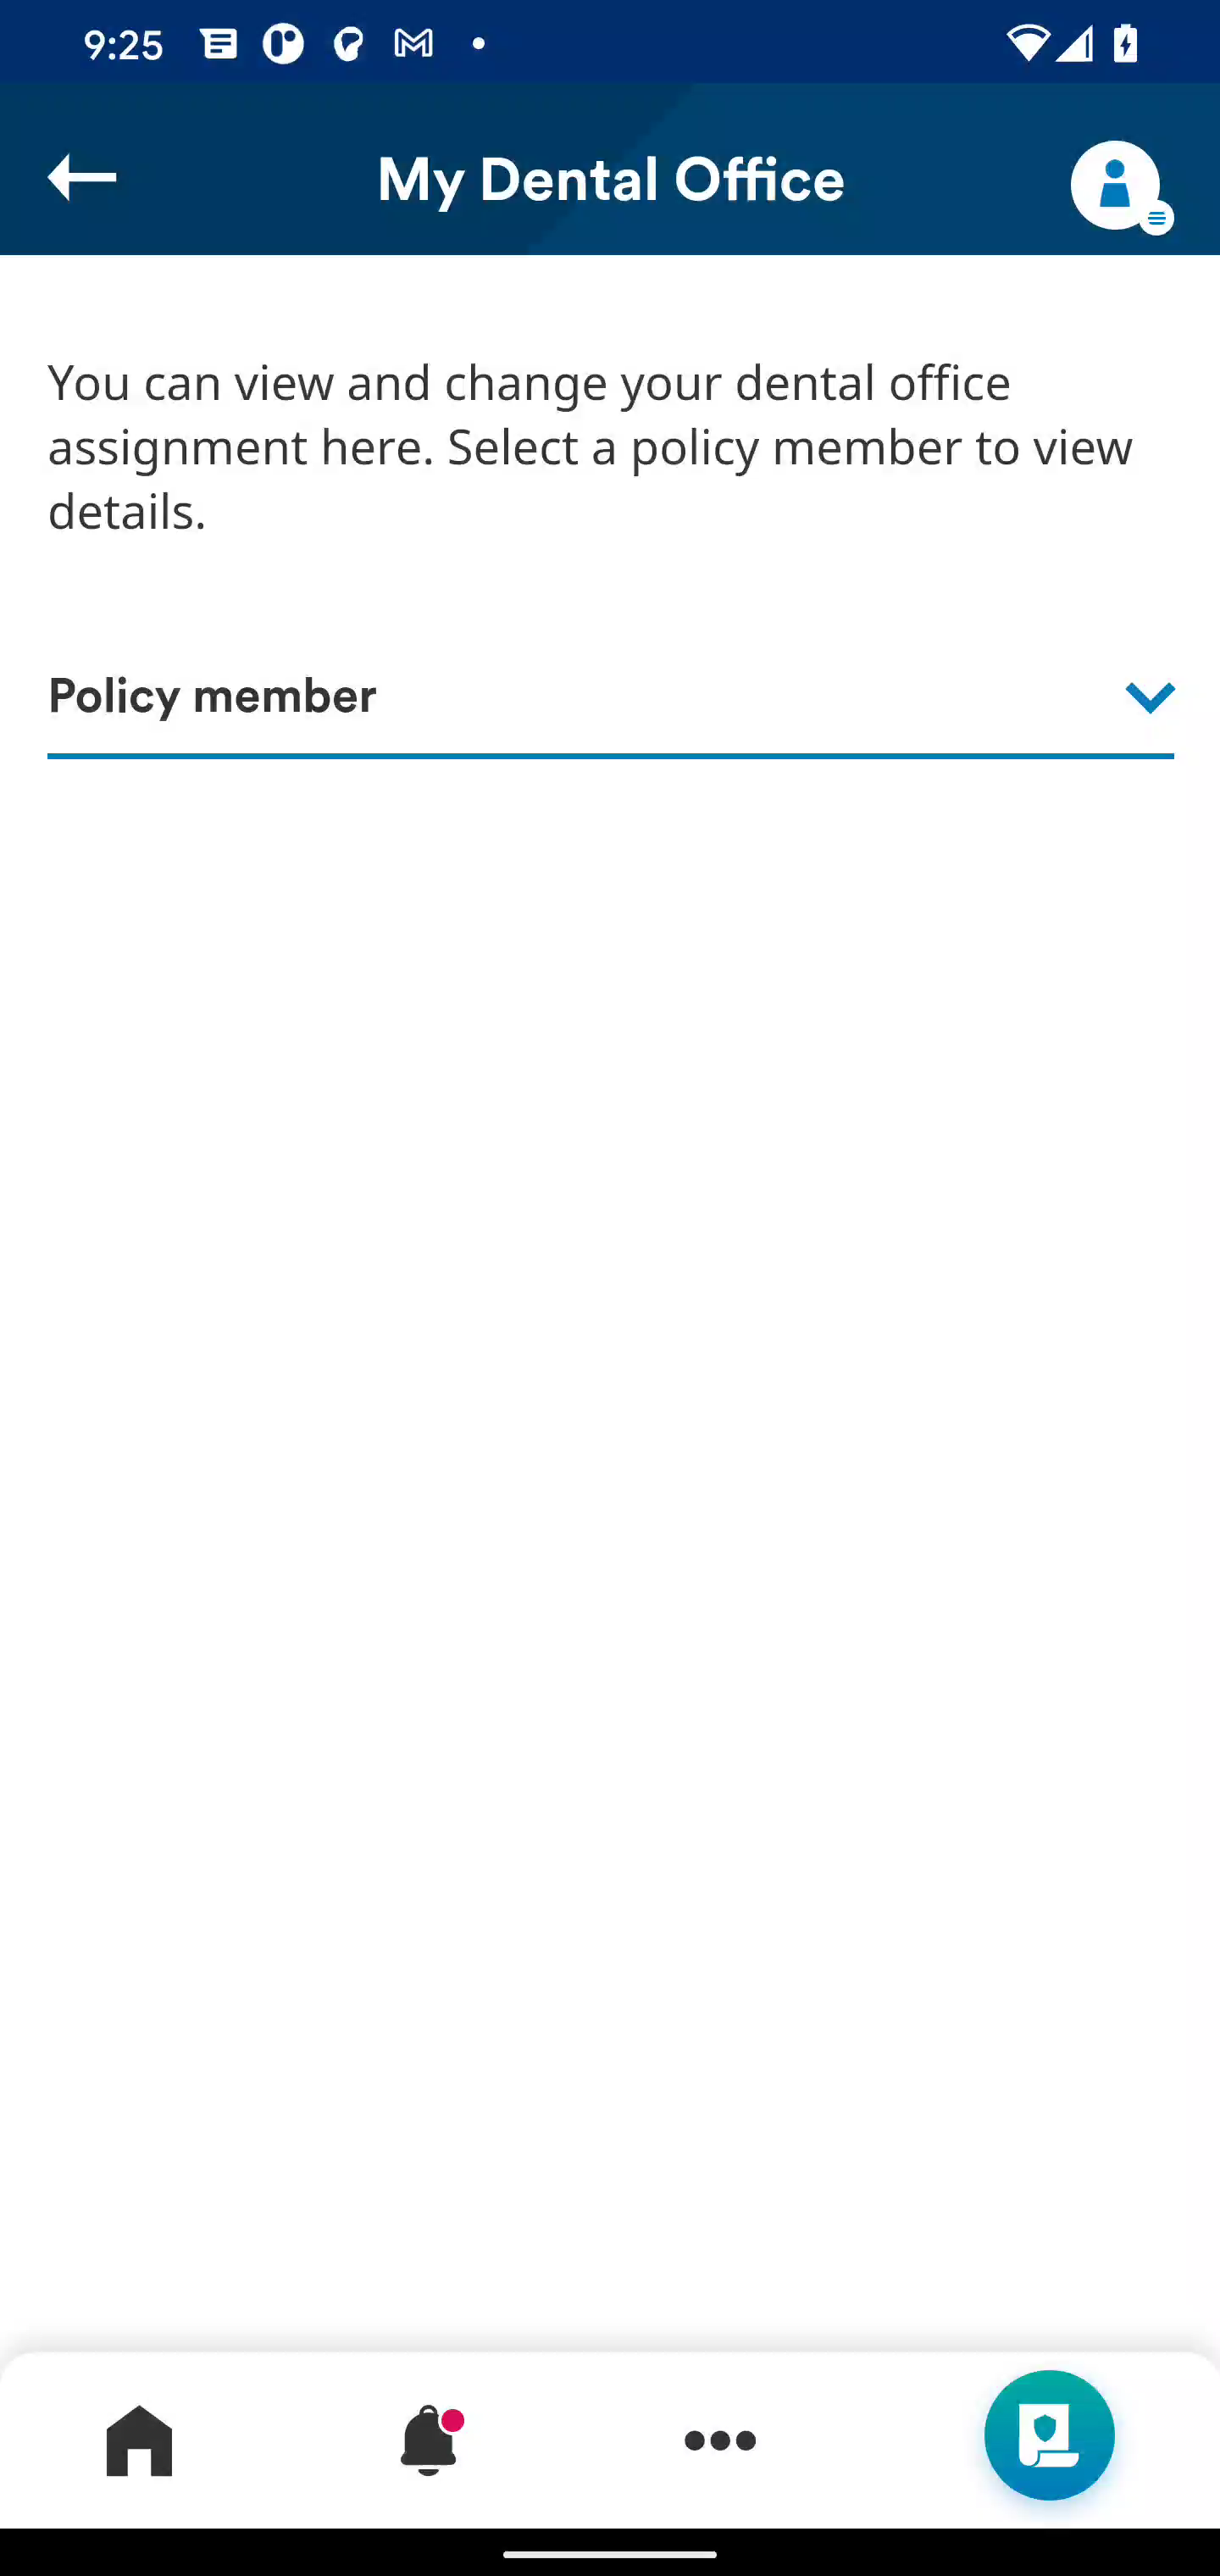 9:25
My Dental Office
You can view and change your dental office
assignment here. Select a policy member to view
details.
Policy member